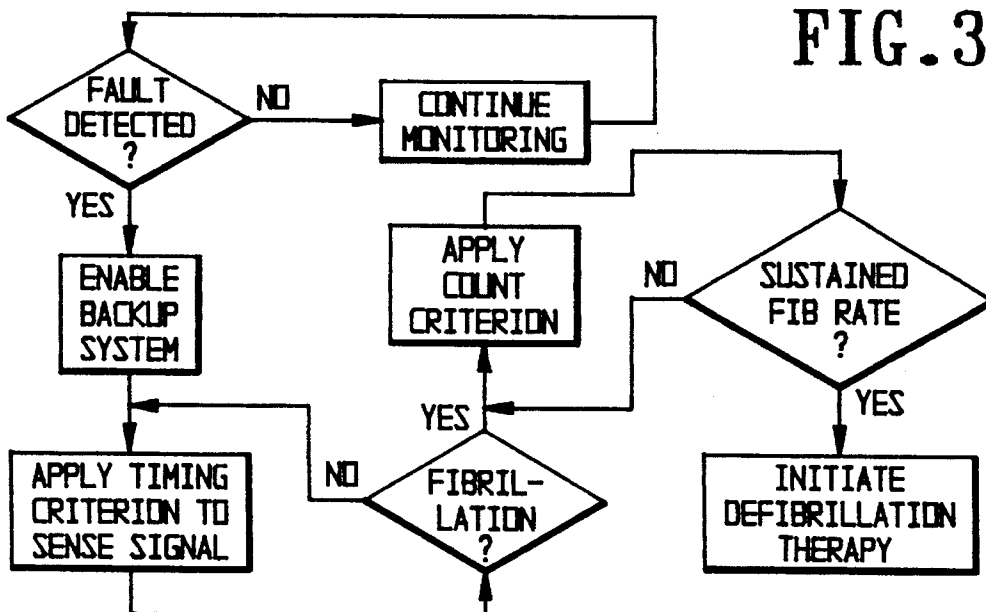 FIG.3
FAULT
DETECTED
?
NO
CONTINUE
MONITORING
YES
ENABLE
BACKUP
SYSTEM
APPLY
COUNT
CRITERION
NO
SUSTAINED
FIB RATE
?
YES
YES
APPLY TIMING
CRITERION TO
SENSE SIGNAL
NO
FIBRIL-
LATION
?
INITIATE
DEFIBRILLATION
THERAPY